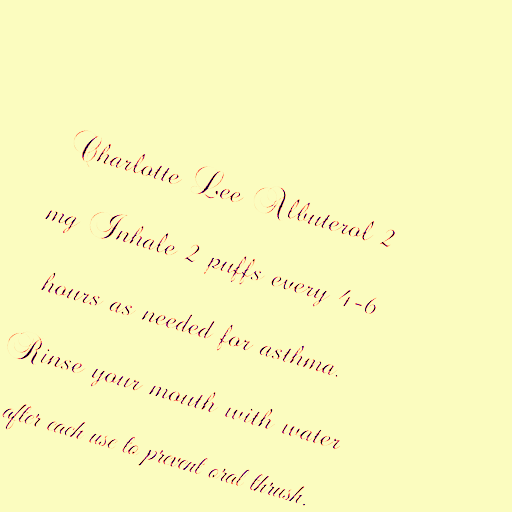 Charlotte Lee Albuterol 2
mg Inhale 2 puffs every 4-6
hours as needed for asthma.
Rinse your mouth with water
after each use to prevent oral thrush.